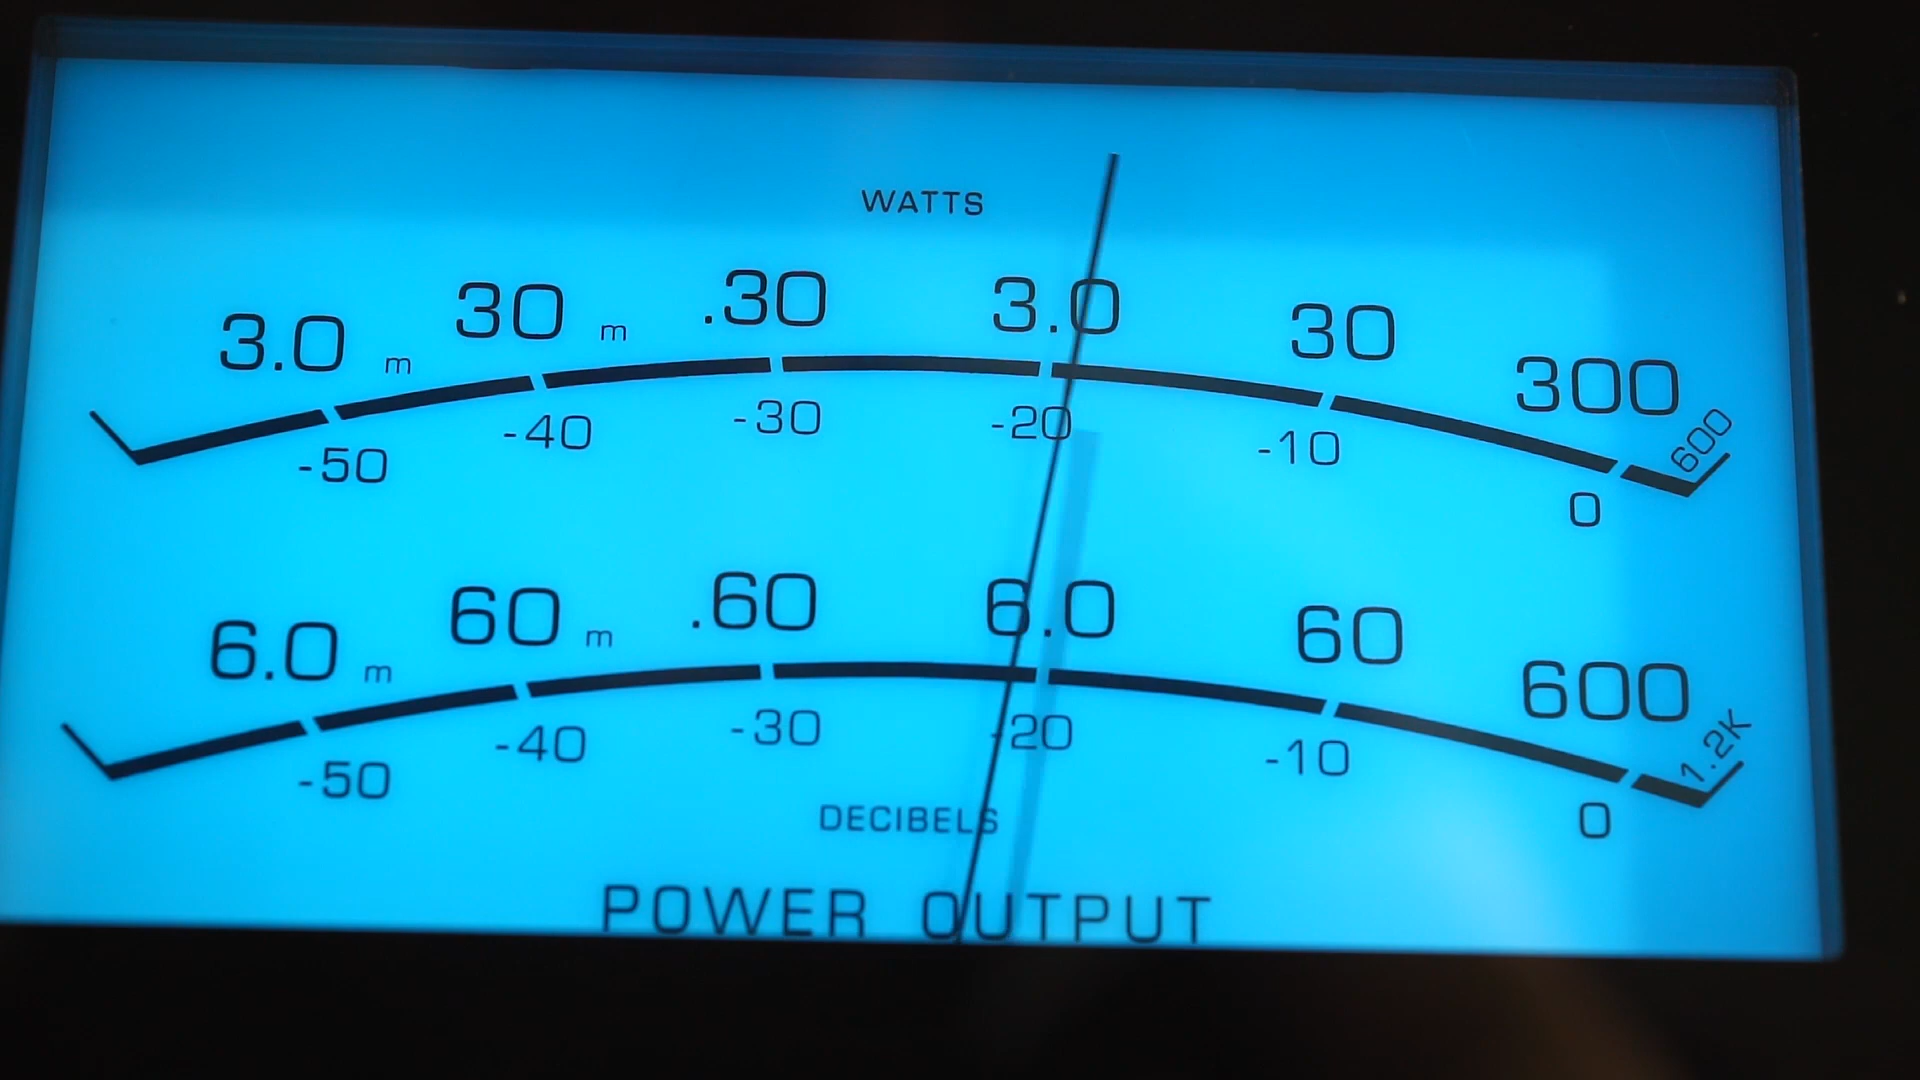 WATTS
3.0 m 30 m .30 3.0 30 300 600
-50 -40 -30 -20 -10 0
6.0 m 60 m .60 6.0 60 600 1.2K
-50 -40 -30 -20 -10 0
DECIBELS
POWER OUTPUT